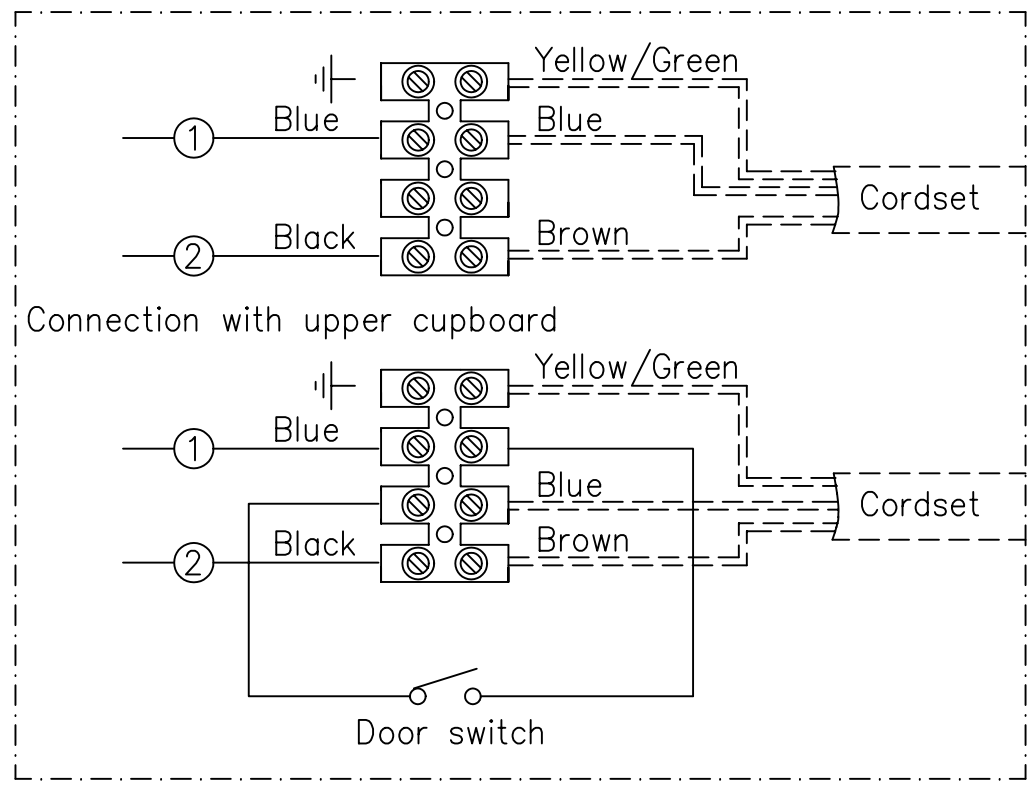 Yellow/Green
Blue
1
Blue
Cordset
Black
2
Brown
Connection with upper cupboard
Yellow/Green
Blue
1
Blue
Cordset
Black
2
Brown
Door switch